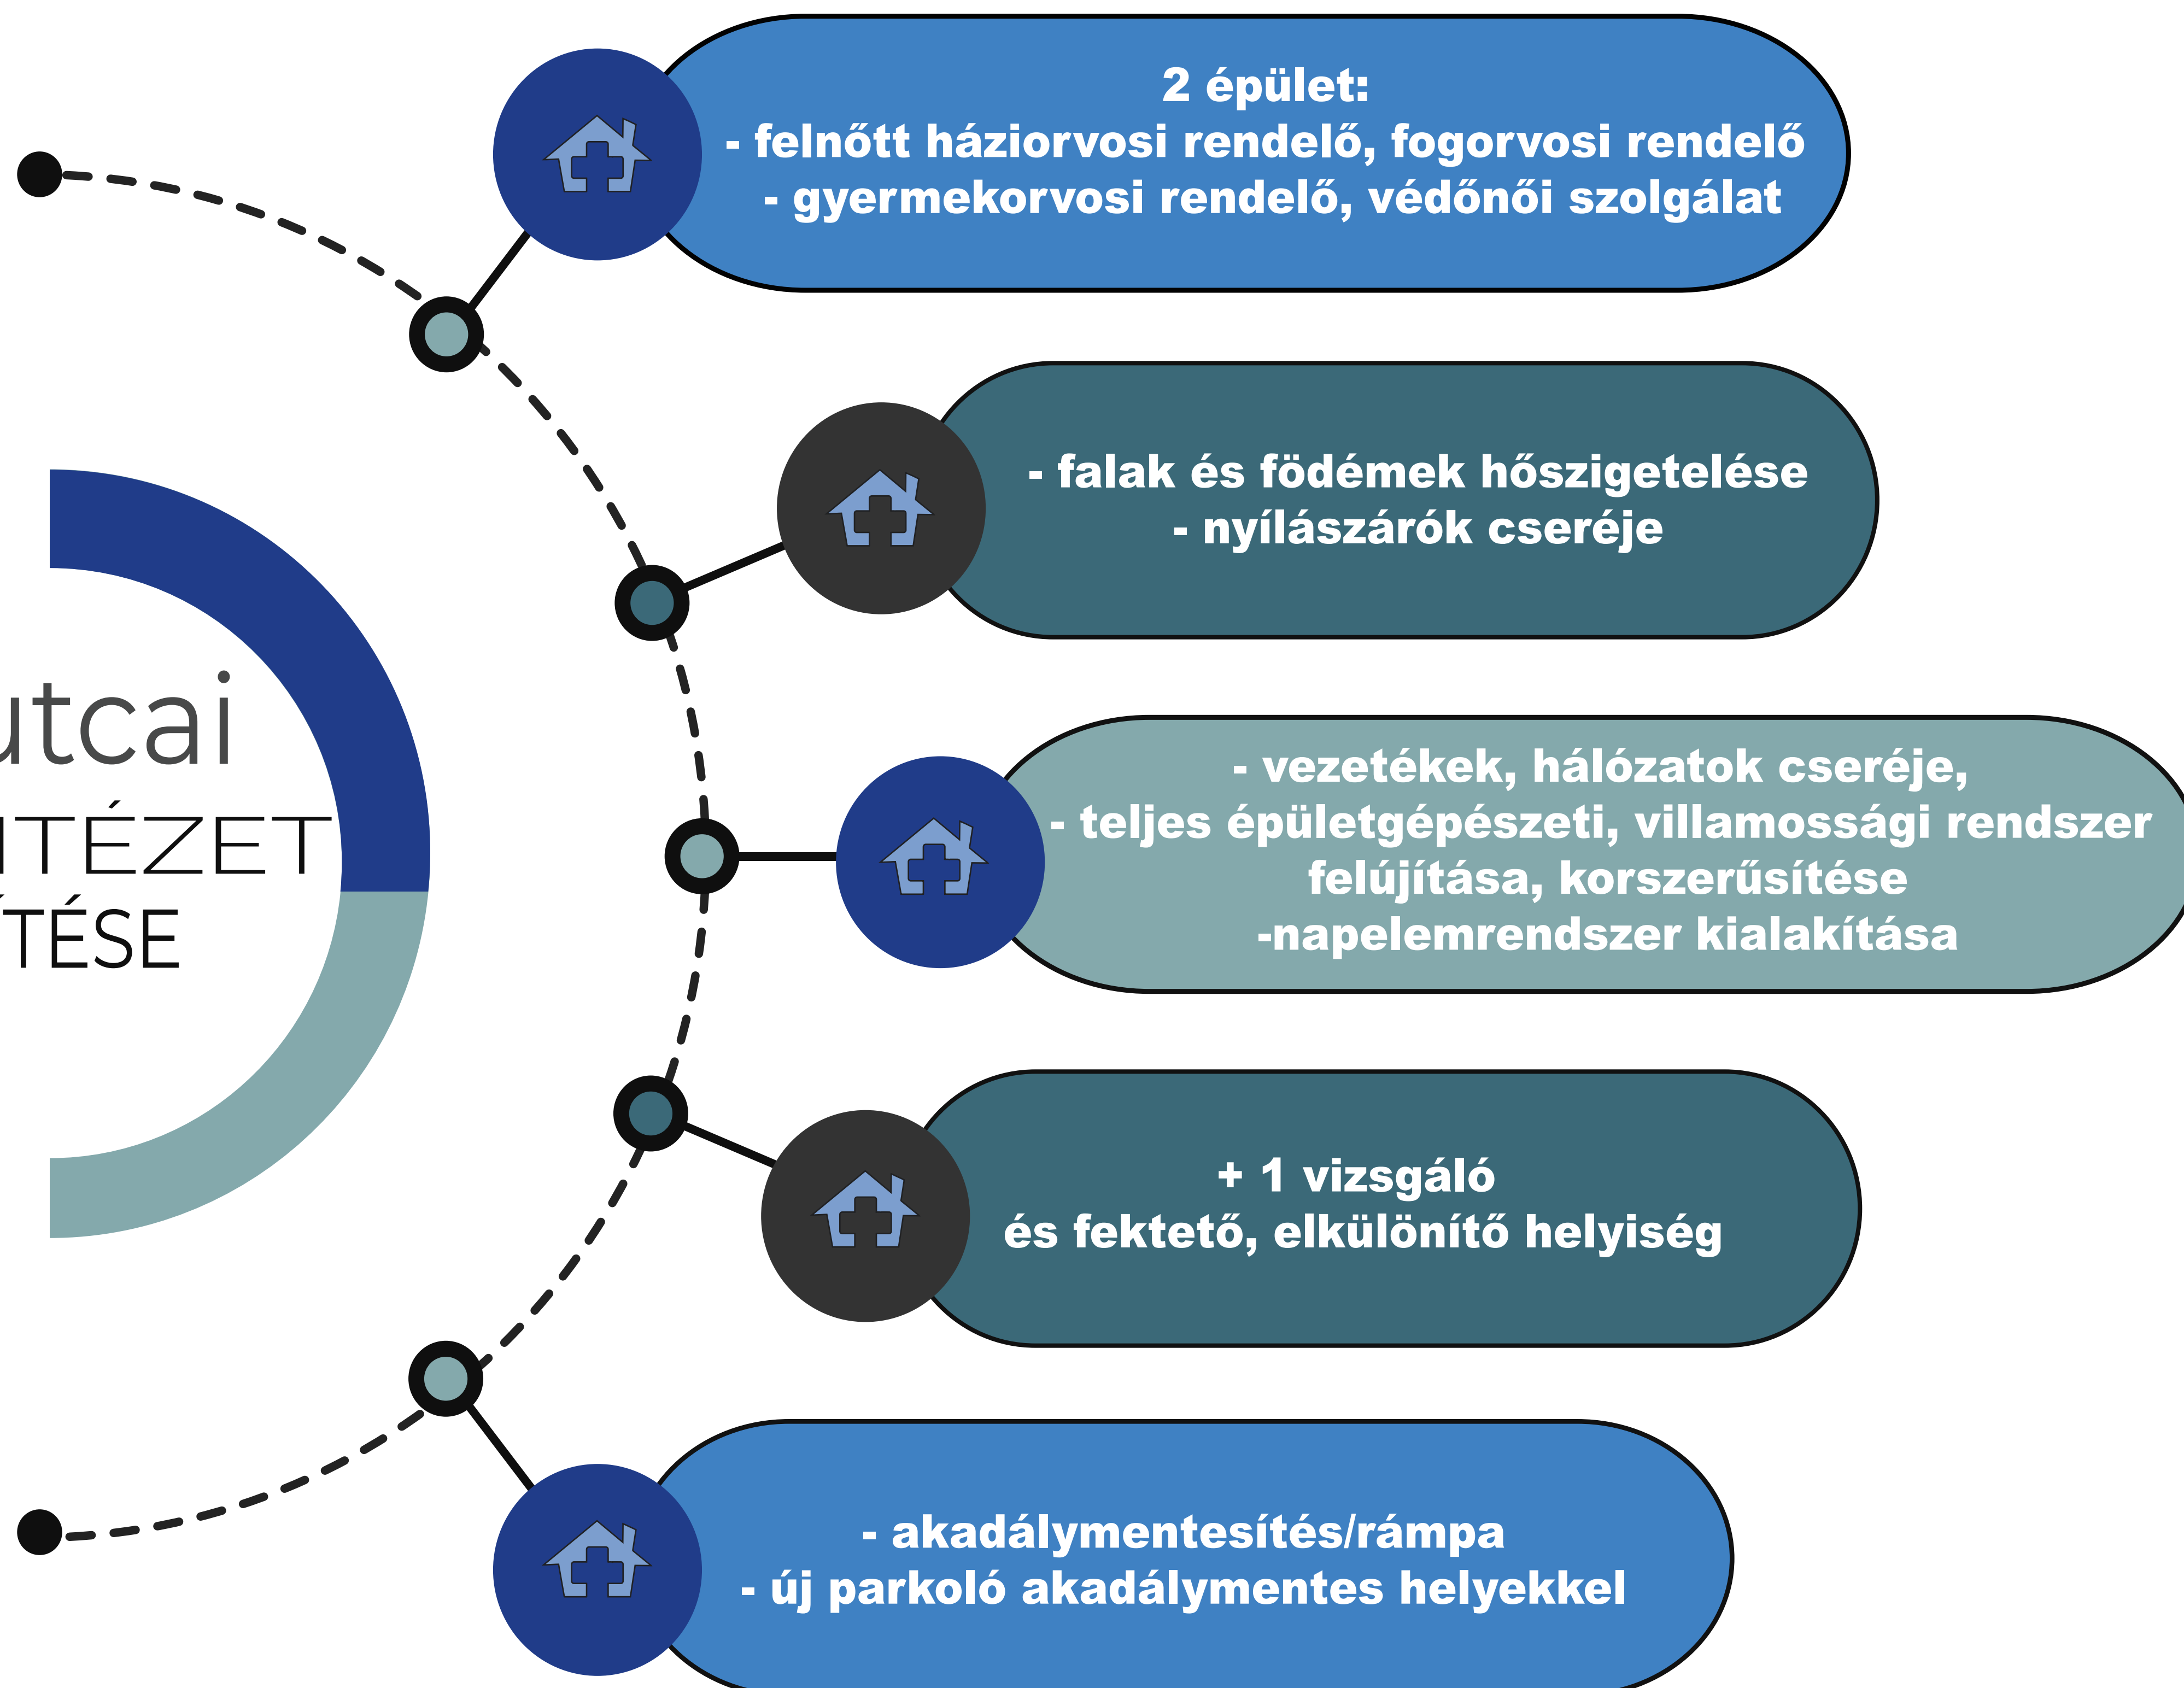 utcai
NTÉZET
ÍTÉSE
2 épület:
- felnőtt háziorvosi rendelő, fogorvosi rendelő
- gyermekorvosi rendelő, védőnői szolgálat
- falak és födémek hőszigetelése
- nyílászárók cseréje
- vezetékek, hálózatok cseréje,
- teljes épületgépészeti, villamossági rendszer
felújítása, korszerűsítése
-napelemrendszer kialakítása
+ 1 vizsgáló
és fektető, elkülönítő helyiség
- akadálymentesítés/rámpa
- új parkoló akadálymentes helyekkel